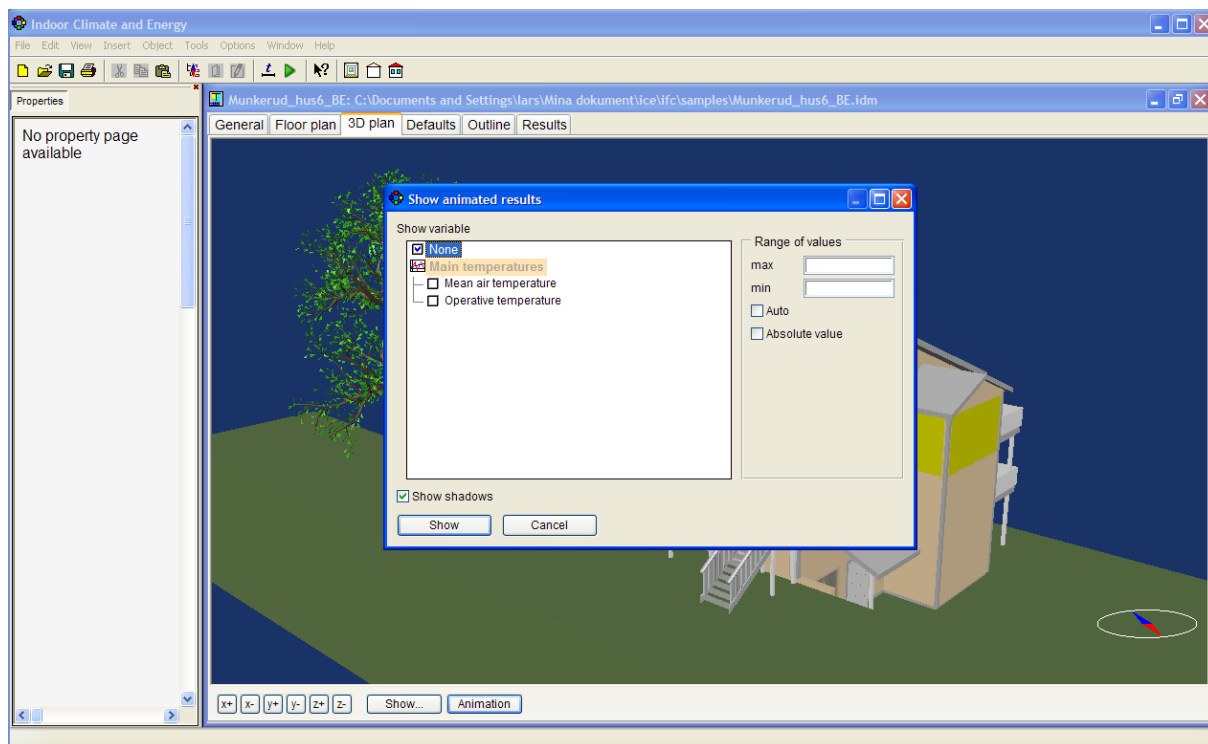 Indoor Climate and Energy
File Edit View Insert Object Tools Options Window Help
Properties
Munkerud_hus6_BE: C:\Documents and Settings\lars\Mina dokument\ice\ifc\samples\Munkerud_hus6_BE.idm
General Floor plan 3D plan Defaults Outline Results
No property page
available
Show animated results
Show variable
None
Main temperatures
Mean air temperature
Operative temperature
Range of values
max
min
Auto
Absolute value
Show shadows
Show Cancel
x+ x- y+ y- z+ z- Show... Animation